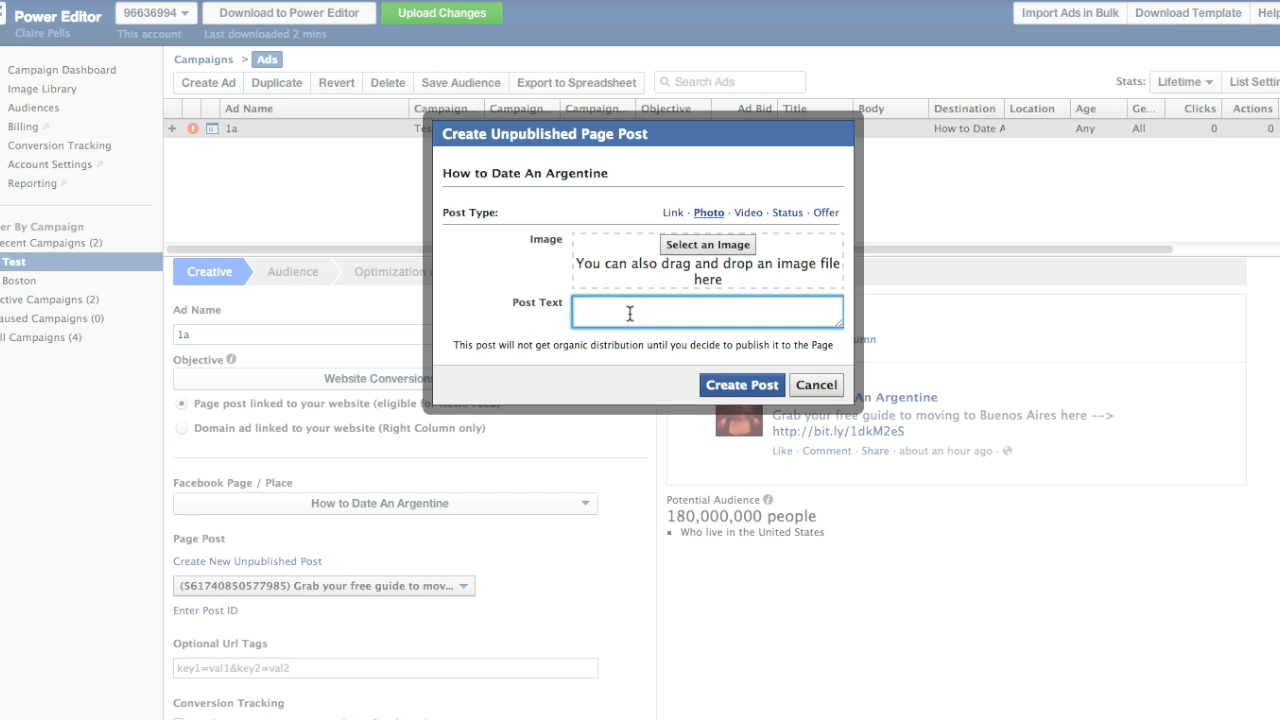 Power Editor
96636994
Download to Power Editor
Upload Changes
Import Ads in Bulk
Download Template
Claire Pells
This account
Last downloaded 2 mins
Campaigns > Ads
Campaign Dashboard
Image Library
Audiences
Billing
Conversion Tracking
Account Settings
Reporting
Create Ad
Duplicate
Revert
Delete
Save Audience
Export to Spreadsheet
Search Ads
Stats:
Lifetime
List Settin
Ad Name
Campaign...
Campaign...
Campaign...
Objective
Ad Bid
Title
Body
Destination
Location
Age
Ge...
Clicks
Actions
1a
How to Date A
Any
All
0
0
er By Campaign
ecent Campaigns (2)
Test
Boston
ctive Campaigns (2)
aused Campaigns (0)
ll Campaigns (4)
Create Unpublished Page Post
How to Date An Argentine
Post Type:
Link · Photo · Video · Status · Offer
Image
Select an Image
You can also drag and drop an image file
here
Post Text
This post will not get organic distribution until you decide to publish it to the Page
Create Post
Cancel
Creative
Audience
Optimization
Ad Name
1a
Objective
Website Conversions
Page post linked to your website (eligible for News Feed)
Domain ad linked to your website (Right Column only)
Facebook Page / Place
How to Date An Argentine
Page Post
Create New Unpublished Post
(561740850577985) Grab your free guide to mov...
Enter Post ID
Optional Url Tags
key1=val1&key2=val2
Conversion Tracking
umn
An Argentine
Grab your free guide to moving to Buenos Aires here -->
http://bit.ly/1dkM2eS
Like · Comment · Share · about an hour ago ·
Potential Audience
180,000,000 people
Who live in the United States